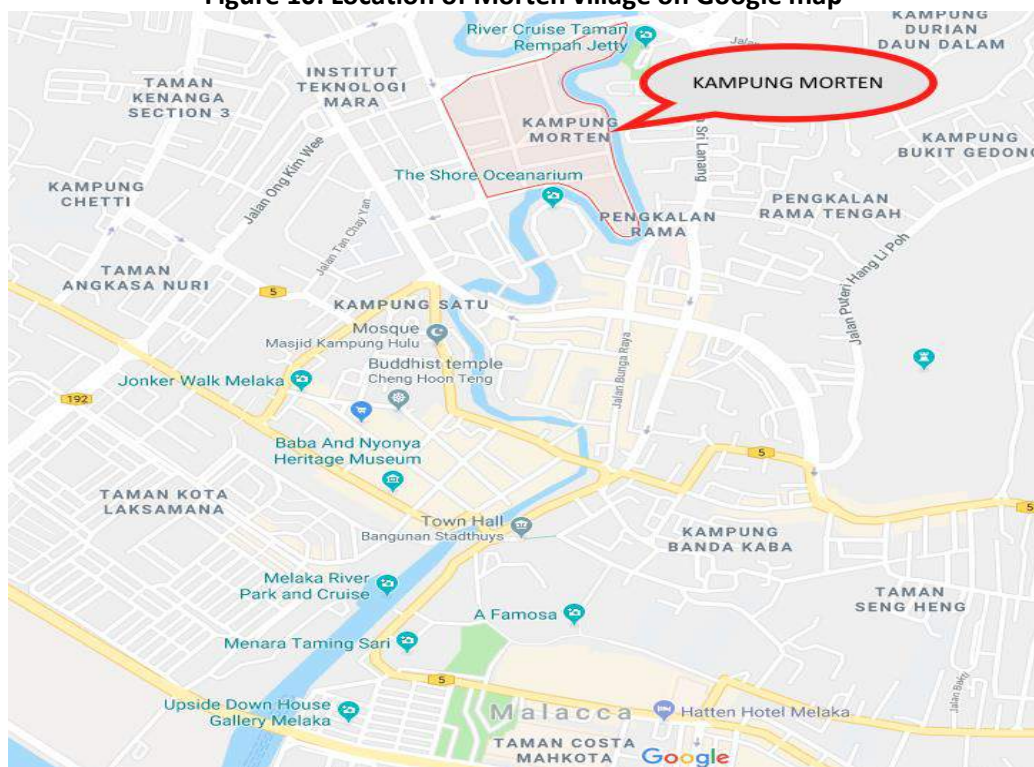 Figure 10: Location of Morten village on Google map
KAMPUNG
DURIAN
DAUN DALAM
River Cruise Taman
Rempah Jetty
TAMAN
KENANGA
SECTION 3
INSTITUT
TEKNOLOGI
MARA
KAMPUNG MORTEN
KAMPUNG
MORTEN
Sri Lanang
KAMPUNG
BUKIT GEDONG
Jalan Ong Kim Wee
The Shore Oceanarium
KAMPUNG
CHETTI
PENGKALAN
RAMA
PENGKALAN
RAMA TENGAH
Jalan Tan Chay Yan
Jalan Puteri Hang Li Poh
TAMAN
ANGKASA NURI
5
KAMPUNG SATU
Mosque
Masjid Kampung Hulu
Jalan Bunga Raya
Buddhist temple
Cheng Hoon Teng
Jonker Walk Melaka
192
Baba And Nyonya
Heritage Museum
5
TAMAN KOTA
LAKSAMANA
5
Town Hall
Bangunan Stadthuys
KAMPUNG
BANDA KABA
Melaka River
Park and Cruise
TAMAN
SENG HENG
A Famosa
Menara Taming Sari
5
Upside Down House
Gallery Melaka
Malacca
Hatten Hotel Melaka
TAMAN COSTA
MAHKOTA
Google